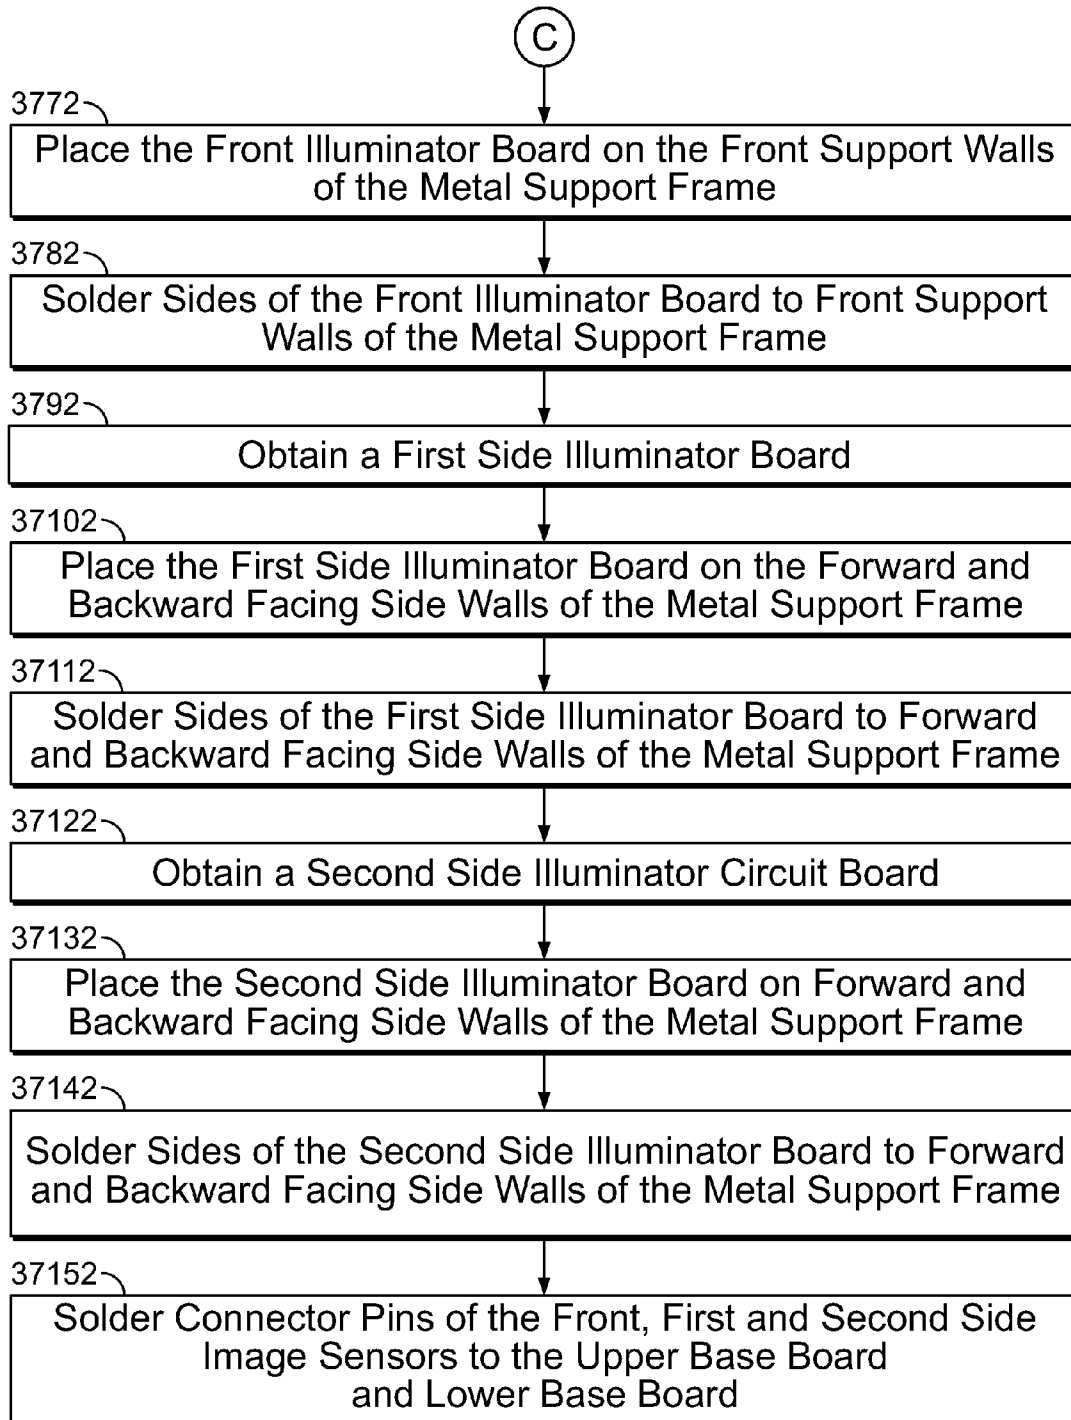 C
3772
Place the Front Illuminator Board on the Front Support Walls
of the Metal Support Frame
3782
Solder Sides of the Front Illuminator Board to Front Support
Walls of the Metal Support Frame
3792
Obtain a First Side Illuminator Board
37102
Place the First Side Illuminator Board on the Forward and
Backward Facing Side Walls of the Metal Support Frame
37112
Solder Sides of the First Side Illuminator Board to Forward
and Backward Facing Side Walls of the Metal Support Frame
37122
Obtain a Second Side Illuminator Circuit Board
37132
Place the Second Side Illuminator Board on Forward and
Backward Facing Side Walls of the Metal Support Frame
37142
Solder Sides of the Second Side Illuminator Board to Forward
and Backward Facing Side Walls of the Metal Support Frame
37152
Solder Connector Pins of the Front, First and Second Side
Image Sensors to the Upper Base Board
and Lower Base Board